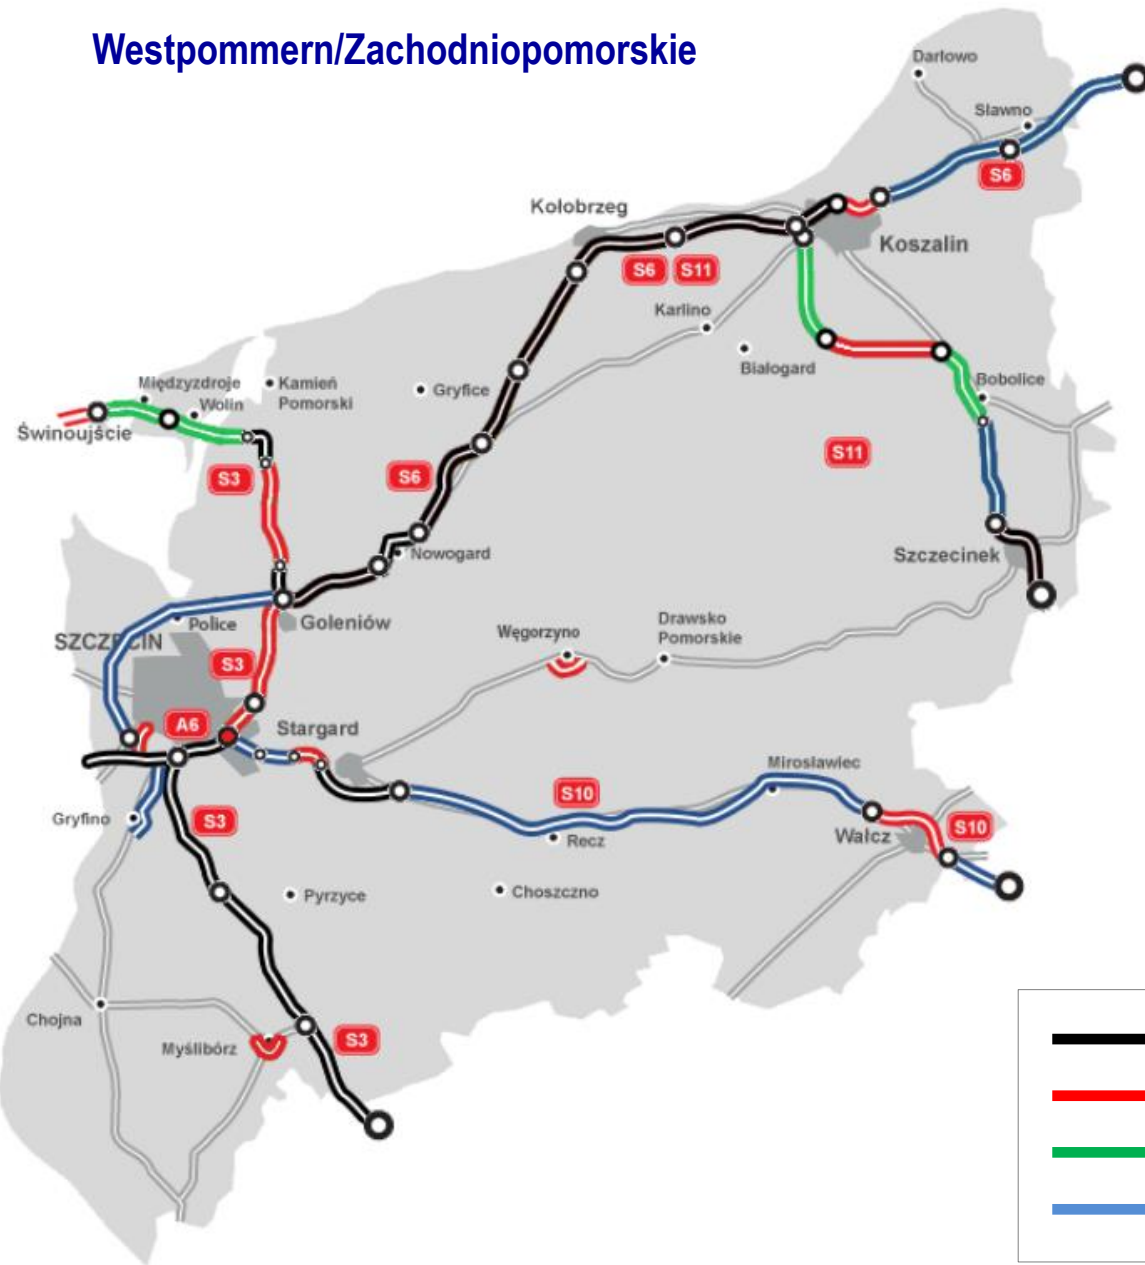 Westpommern/Zachodniopomorskie
Darłowo
Sławno
S6
Kołobrzeg
Koszalin
S6 S11
Karlino
Białogard
Międzyzdroje
Kamień
Pomorski
Wolin
Gryfice
Bobolice
Świnoujście
S11
S3
S6
Nowogard
Szczecinek
Police
Goleniów
Drawsko
Pomorskie
Węgorzyno
SZCZECIN
S3
A6
Stargard
Mirosławiec
S10
Gryfino
S3
Recz
Wałcz
S10
Pyrzyce
Choszczno
Chojna
Myślibórz
S3